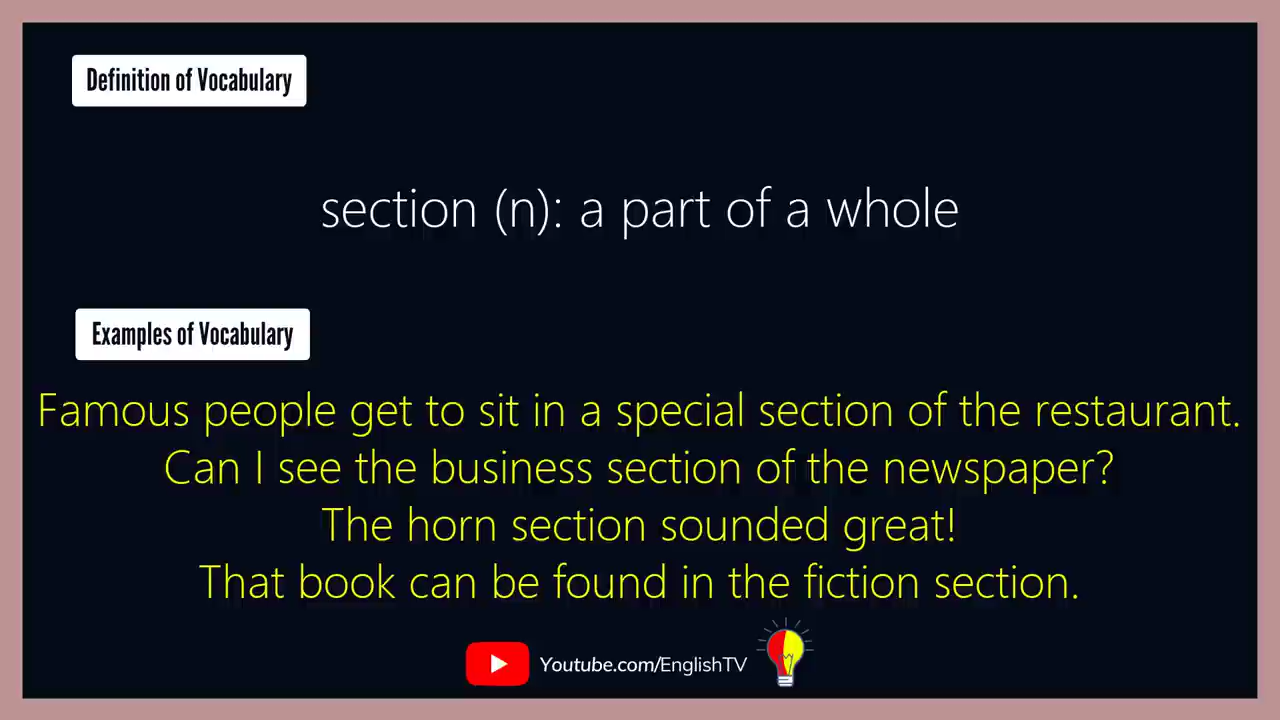 Definition of Vocabulary
section (n): a part of a whole
Examples of Vocabulary
Famous people get to sit in a special section of the restaurant.
Can I see the business section of the newspaper?
The horn section sounded great!
That book can be found in the fiction section.
Youtube.com/EnglishTV